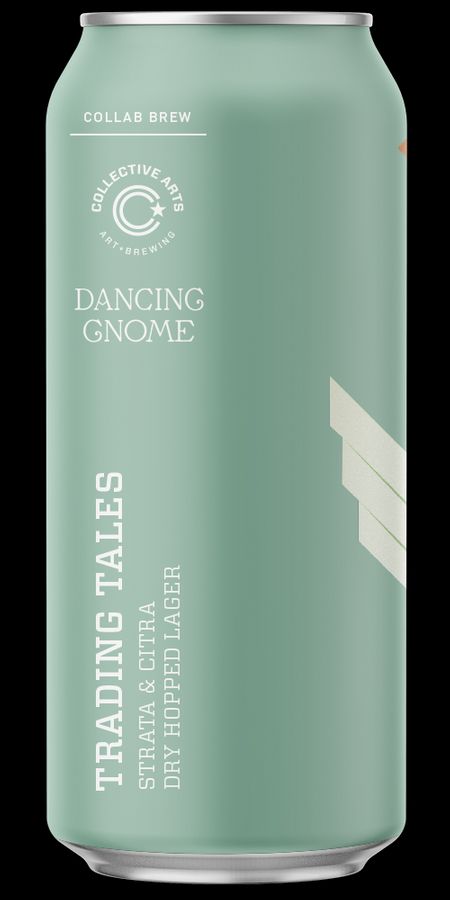 COLLAB BREW
COLLECTIVE ARTS
ART+BREWING
DANCING
GNOME
TRADING TALES
STRATA & CITRA
DRY HOPPED LAGER